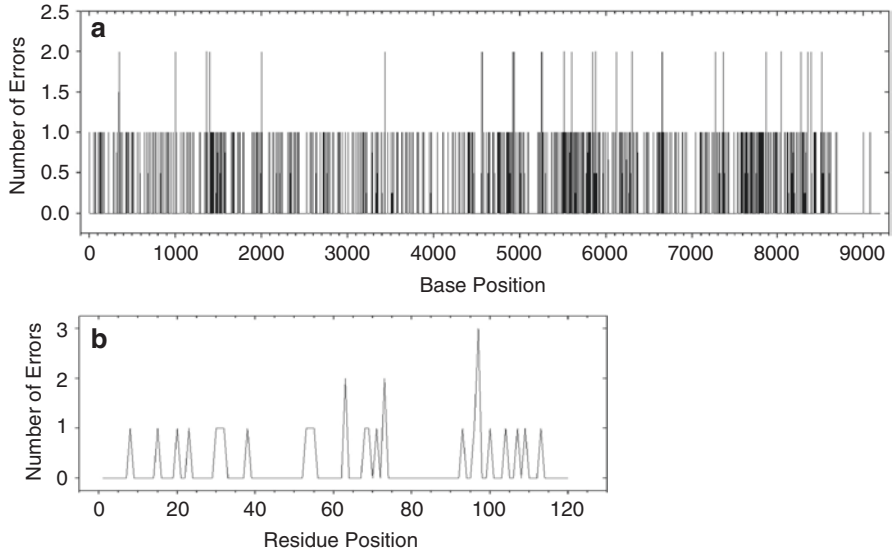 a
Number of Errors
2.5
2.0
1.5
1.0
0.5
0.0
0 1000 2000 3000 4000 5000 6000 7000 8000 9000
Base Position
b
Number of Errors
3
2
1
0
0 20 40 60 80 100 120
Residue Position